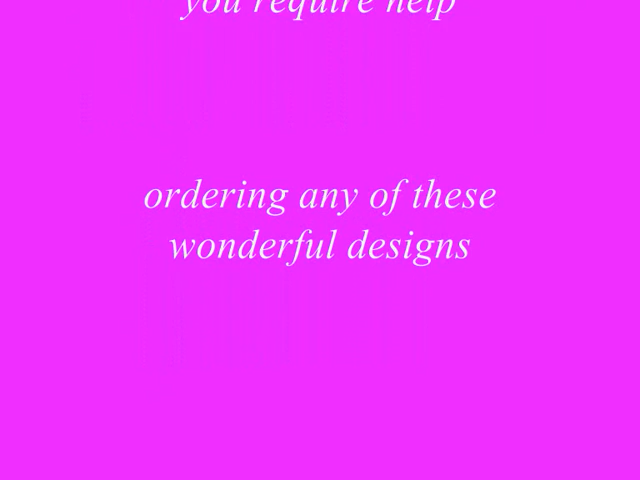 you require help
ordering any of these
wonderful designs